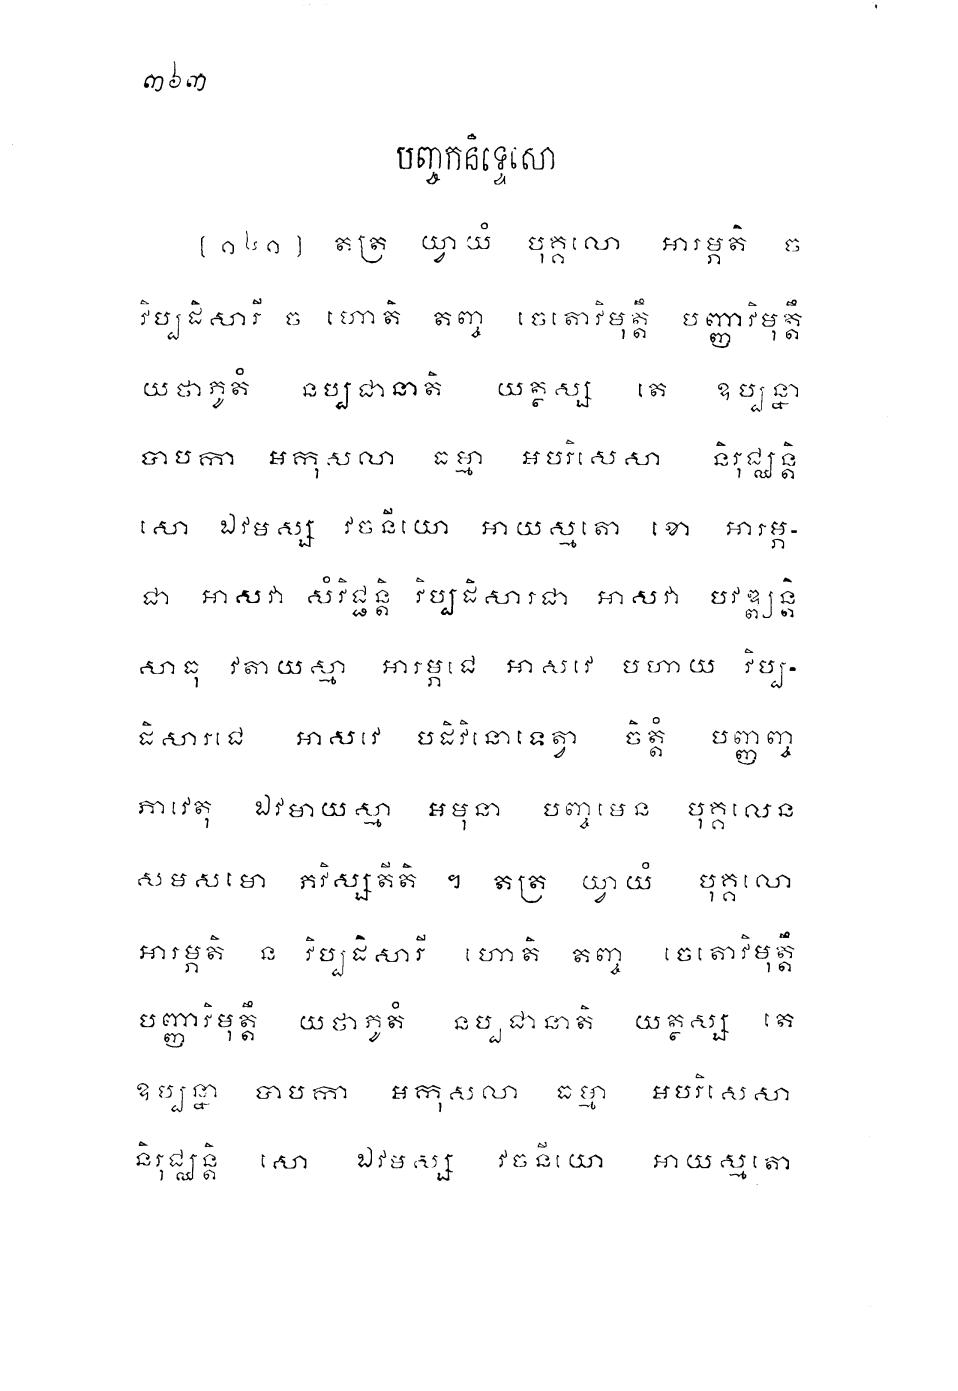 ៣៦៣
បញ្ចកនិទ្ទេសោ
(១៤១) តត្រ យ្វាយំ បុគ្គលោ អារម្ភតិ ច
វិប្បដិសារី ច ហោតិ តញ្ច ចេតោវិមុត្តឹ បញ្ញាវិមុត្តឹ
យថាភូតំ នប្បជានាតិ យត្ថស្ស តេ ឧប្បន្នា
បាបកា អកុសលា ធម្មា អបរិសេសា និរុជ្ឈន្តិ
សោ ឯវមស្ស វចនីយោ អាយស្មតោ ខោ អារម្ភ-
ជា អាសវា សំវិជ្ជន្តិ វិប្បដិសារជា អាសវា បវឌ្ឍន្តិ
សាធុ វតាយស្មា អារម្ភជេ អាសវេ បហាយ វិប្ប-
ដិសារជេ អាសវេ បដិវិនោទេត្វា ចិត្តំ បញ្ញញ្ច
ភាវេតុ ឯវមាយស្មា អមុនា បញ្ចមេន បុគ្គលេន
សមសមោ ភវិស្សតីតិ ។ តត្រ យ្វាយំ បុគ្គលោ
អារម្ភតិ ន វិប្បដិសារី ហោតិ តញ្ច ចេតោវិមុត្តឹ
បញ្ញាវិមុត្តឹ យថាភូតំ នប្បជានាតិ យត្ថស្ស តេ
ឧប្បន្នា បាបកា អកុសលា ធម្មា អបរិសេសា
និរុជ្ឈន្តិ សោ ឯវមស្ស វចនីយោ អាយស្មតោ